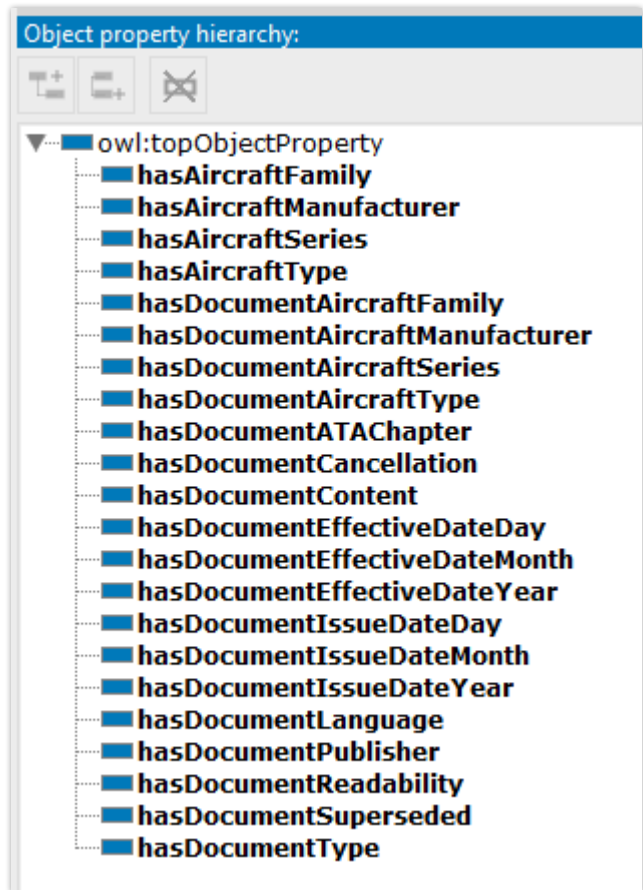 Object property hierarchy:
owl:topObjectProperty
hasAircraftFamily
hasAircraftManufacturer
hasAircraftSeries
hasAircraftType
hasDocumentAircraftFamily
hasDocumentAircraftManufacturer
hasDocumentAircraftSeries
hasDocumentAircraftType
hasDocumentATAChapter
hasDocumentCancellation
hasDocumentContent
hasDocumentEffectiveDateDay
hasDocumentEffectiveDateMonth
hasDocumentEffectiveDateYear
hasDocumentIssueDateDay
hasDocumentIssueDateMonth
hasDocumentIssueDateYear
hasDocumentLanguage
hasDocumentPublisher
hasDocumentReadability
hasDocumentSuperseded
hasDocumentType